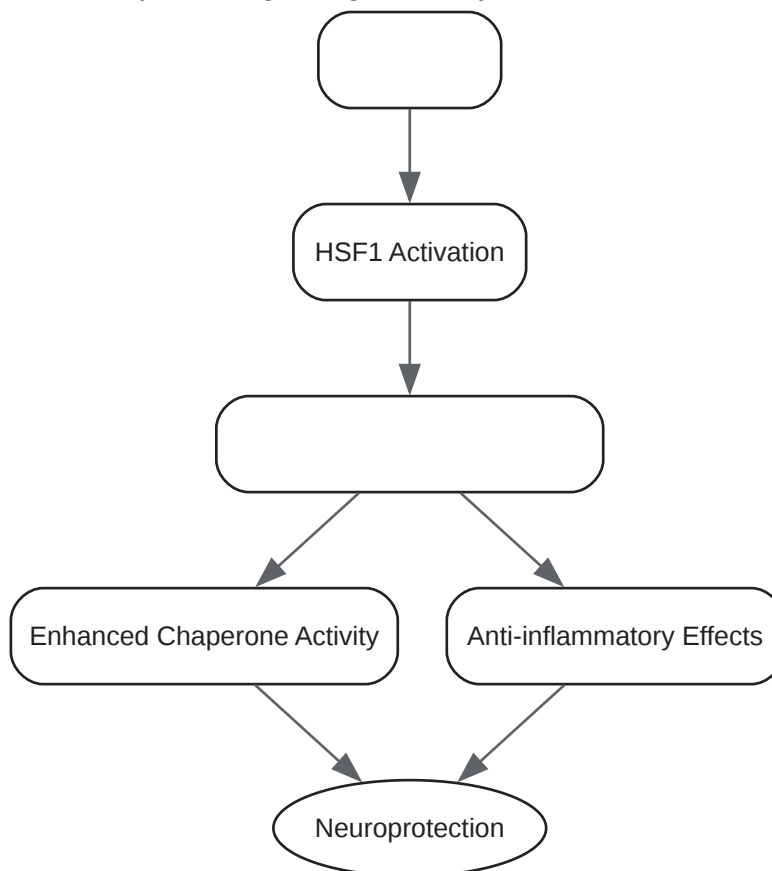 HSF1 Activation
Enhanced Chaperone Activity
Anti-inflammatory Effects
Neuroprotection